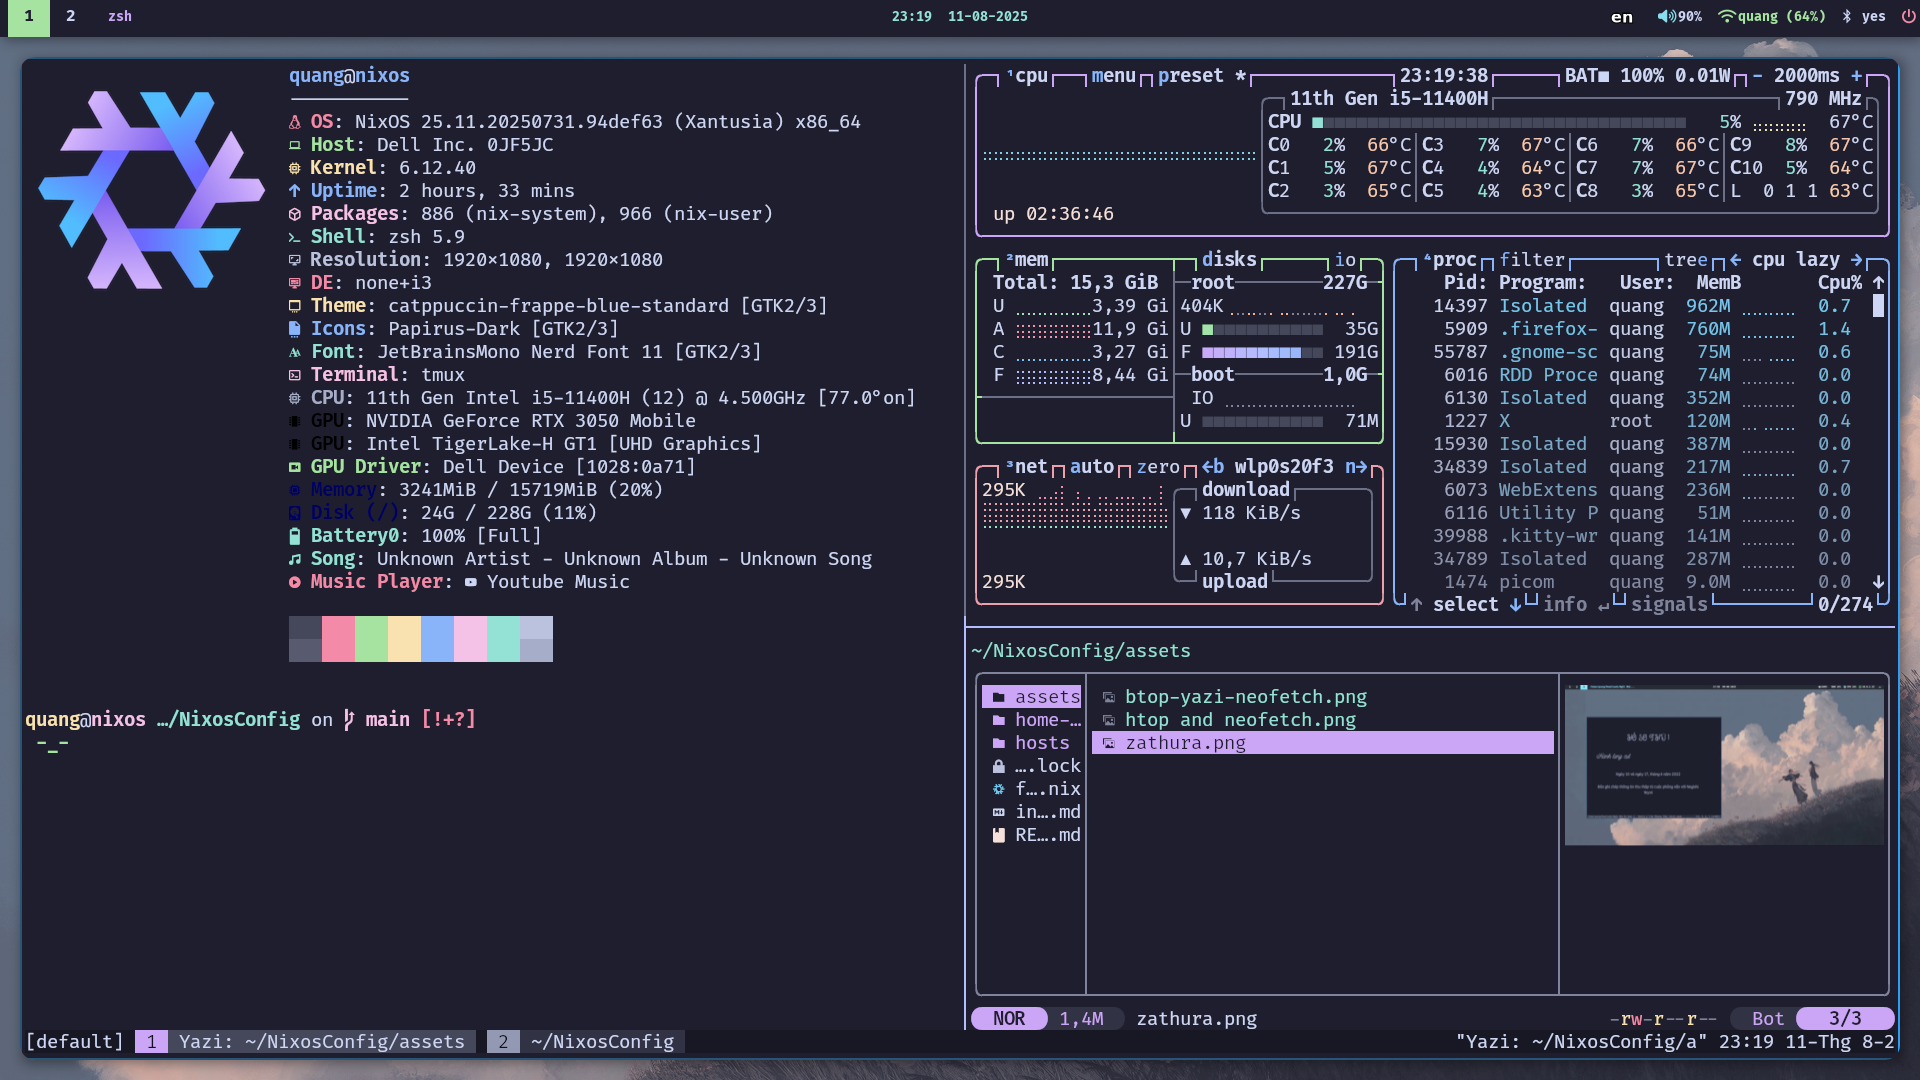 1 2 zsh 23:19 11-08-2025 en 90% quang (64%) yes
quang@nixos
OS: NixOS 25.11.20250731.94def63 (Xantusia) x86_64
Host: Dell Inc. 0JF5JC
Kernel: 6.12.40
Uptime: 2 hours, 33 mins
Packages: 886 (nix-system), 966 (nix-user)
Shell: zsh 5.9
Resolution: 1920×1080, 1920×1080
DE: none+i3
Theme: catppuccin-frappe-blue-standard [GTK2/3]
Icons: Papirus-Dark [GTK2/3]
Font: JetBrainsMono Nerd Font 11 [GTK2/3]
Terminal: tmux
CPU: 11th Gen Intel i5-11400H (12) @ 4.500GHz [77.0°on]
GPU: NVIDIA GeForce RTX 3050 Mobile
GPU: Intel TigerLake-H GT1 [UHD Graphics]
GPU Driver: Dell Device [1028:0a71]
Memory: 3241MiB / 15719MiB (20%)
Disk (/): 24G / 228G (11%)
Battery0: 100% [Full]
Song: Unknown Artist - Unknown Album - Unknown Song
Music Player: Youtube Music
quang@nixos …/NixosConfig on main [!+?]
-_-
¹cpu menu preset * 23:19:38 BAT■ 100% 0.01W - 2000ms +
11th Gen i5-11400H 790 MHz
CPU 5% 67°C
C0 2% 66°C C3 7% 67°C C6 7% 66°C C9 8% 67°C
C1 5% 67°C C4 4% 64°C C7 7% 67°C C10 5% 64°C
C2 3% 65°C C5 4% 63°C C8 3% 65°C L 0 1 1 63°C
up 02:36:46
²mem disks io
Total: 15,3 GiB root 227G
U 3,39 Gi 404K
A 11,9 Gi U 35G
C 3,27 Gi F 191G
F 8,44 Gi boot 1,0G
IO
U 71M
³net auto zero ←b wlp0s20f3 n→
295K download
▼ 118 KiB/s
▲ 10,7 KiB/s
295K upload
⁴proc filter tree ← cpu lazy →
Pid: Program: User: MemB Cpu% ↑
14397 Isolated quang 962M 0.7
5909 .firefox- quang 760M 1.4
55787 .gnome-sc quang 75M 0.6
6016 RDD Proce quang 74M 0.0
6130 Isolated quang 352M 0.0
1227 X root 120M 0.4
15930 Isolated quang 387M 0.0
34839 Isolated quang 217M 0.7
6073 WebExtens quang 236M 0.0
6116 Utility P quang 51M 0.0
39988 .kitty-wr quang 141M 0.0
34789 Isolated quang 287M 0.0
1474 picom quang 9.0M 0.0 ↓
↑ select ↓ info ↵ signals 0/274
~/NixosConfig/assets
assets btop-yazi-neofetch.png
home-… htop and neofetch.png
hosts zathura.png
….lock
f….nix
in….md
RE….md
NOR 1,4M zathura.png -rw-r--r-- Bot 3/3
[default] 1 Yazi: ~/NixosConfig/assets 2 ~/NixosConfig "Yazi: ~/NixosConfig/a" 23:19 11-Thg 8-2